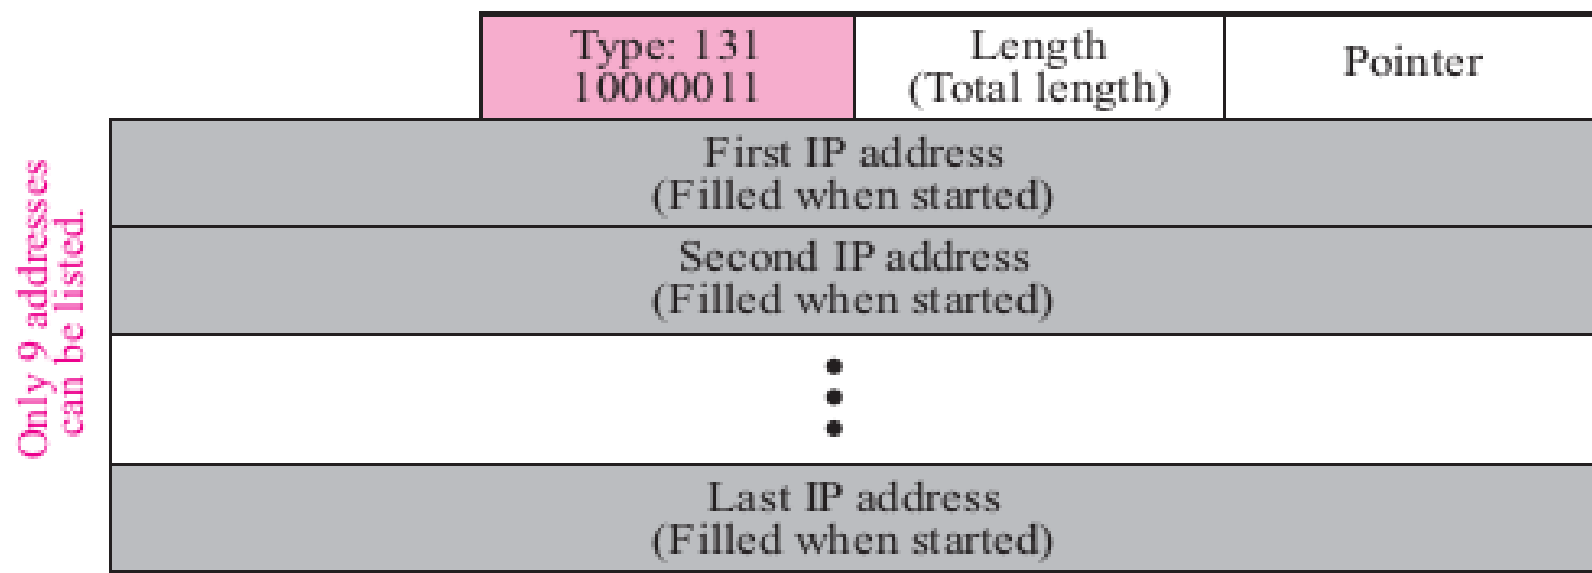 Type: 131
10000011
Length
(Total length)
Pointer
Only 9 addresses
can be listed.
First IP address
(Filled when started)
Second IP address
(Filled when started)
Last IP address
(Filled when started)